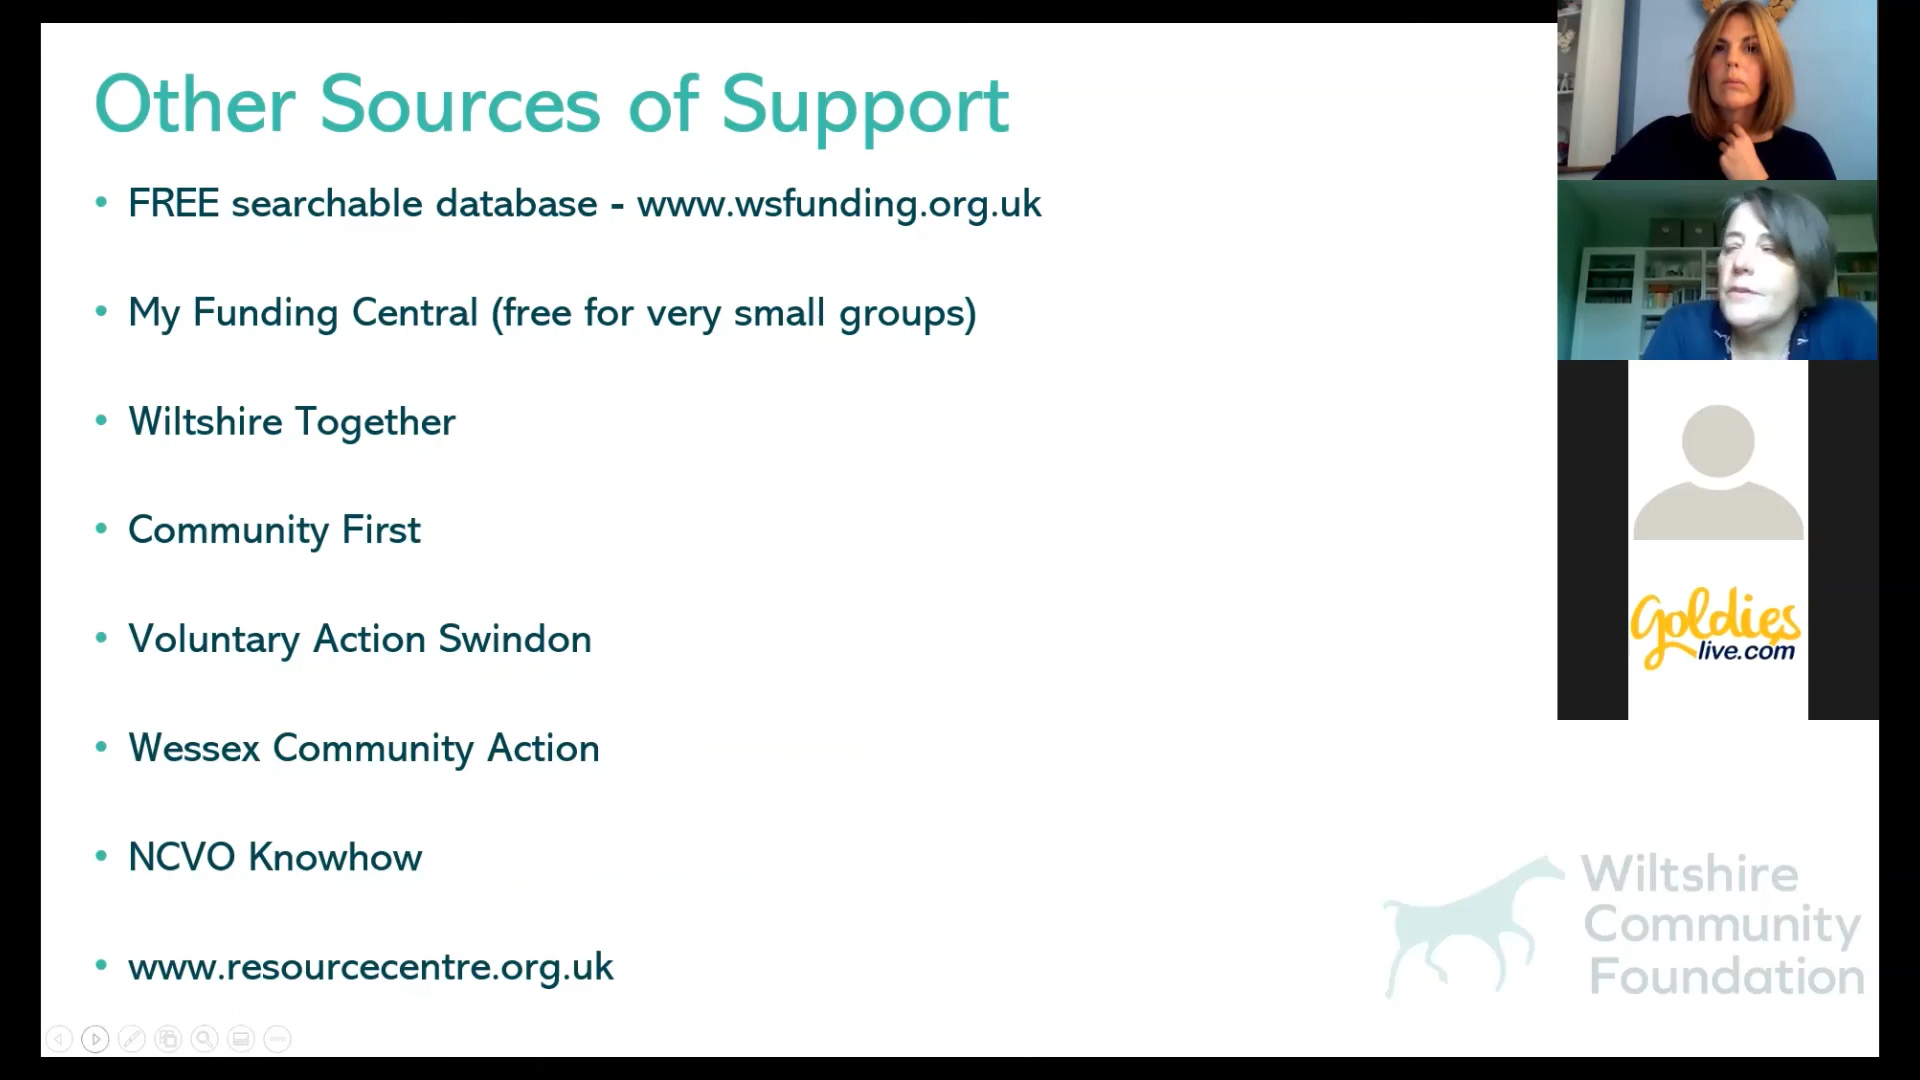 Other Sources of Support
• FREE searchable database - www.wsfunding.org.uk
• My Funding Central (free for very small groups)
• Wiltshire Together
• Community First
• Voluntary Action Swindon
• Wessex Community Action
• NCVO Knowhow
• www.resourcecentre.org.uk
goldies
live.com
Wiltshire
Community
Foundation